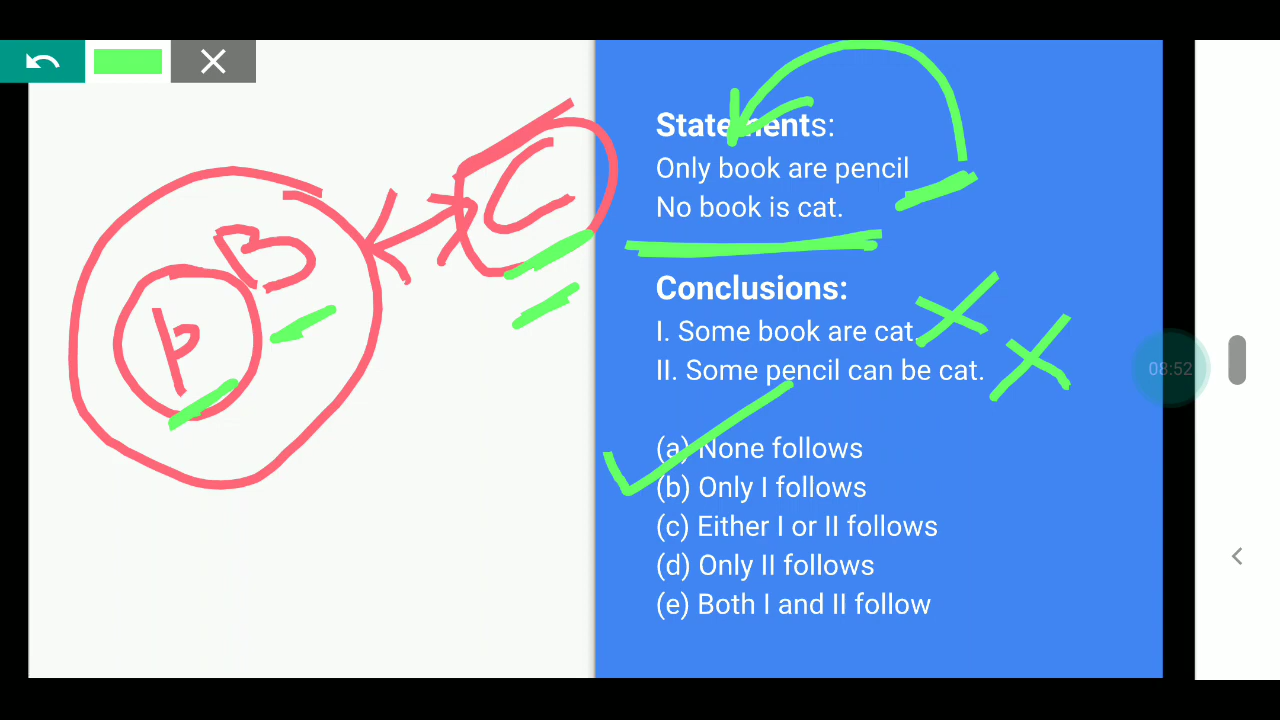 B
C
P
Statements:
Only book are pencil
No book is cat.
Conclusions:
I. Some book are cat.
II. Some pencil can be cat.
08:52
(a) None follows
(b) Only I follows
(c) Either I or II follows
(d) Only II follows
(e) Both I and II follow